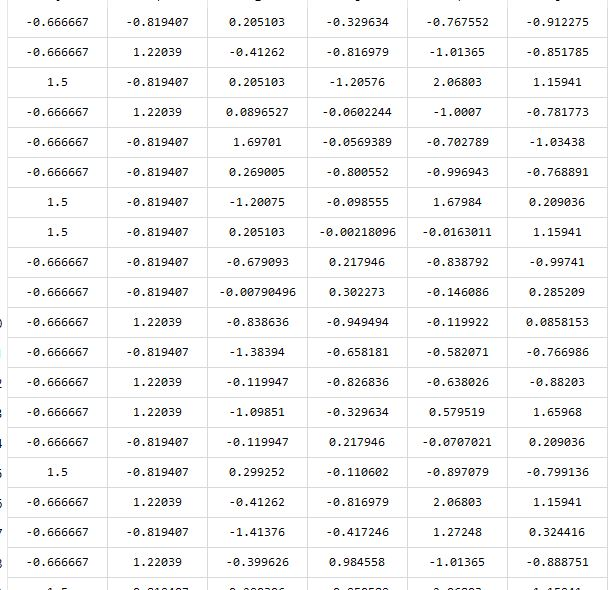 -0.666667 -0.819407 0.205103 -0.329634 -0.767552 -0.912275
-0.666667 1.22039 -0.41262 -0.816979 -1.01365 -0.851785
1.5 -0.819407 0.205103 -1.20576 2.06803 1.15941
-0.666667 1.22039 0.0896527 -0.0602244 -1.0007 -0.781773
-0.666667 -0.819407 1.69701 -0.0569389 -0.702789 -1.03438
-0.666667 -0.819407 0.269005 -0.800552 -0.996943 -0.768891
1.5 -0.819407 -1.20075 -0.098555 1.67984 0.209036
1.5 -0.819407 0.205103 -0.00218096 -0.0163011 1.15941
-0.666667 -0.819407 -0.679093 0.217946 -0.838792 -0.99741
-0.666667 -0.819407 -0.00790496 0.302273 -0.146086 0.285209
-0.666667 1.22039 -0.838636 -0.949494 -0.119922 0.0858153
-0.666667 -0.819407 -1.38394 -0.658181 -0.582071 -0.766986
-0.666667 1.22039 -0.119947 -0.826836 -0.638026 -0.88203
-0.666667 1.22039 -1.09851 -0.329634 0.579519 1.65968
-0.666667 -0.819407 -0.119947 0.217946 -0.0707021 0.209036
1.5 -0.819407 0.299252 -0.110602 -0.897079 -0.799136
-0.666667 1.22039 -0.41262 -0.816979 2.06803 1.15941
-0.666667 -0.819407 -1.41376 -0.417246 1.27248 0.324416
-0.666667 1.22039 -0.399626 0.984558 -1.01365 -0.888751